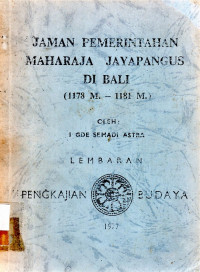 JAMAN PEMERINTAHAN
MAHARAJA JAYAPANGUS
DI BALI
(1178 M. – 1181 M.)
OLEH :
I GDE SEMADI ASTRA
LEMBARAN
PENGKAJIAN BUDAYA
1977